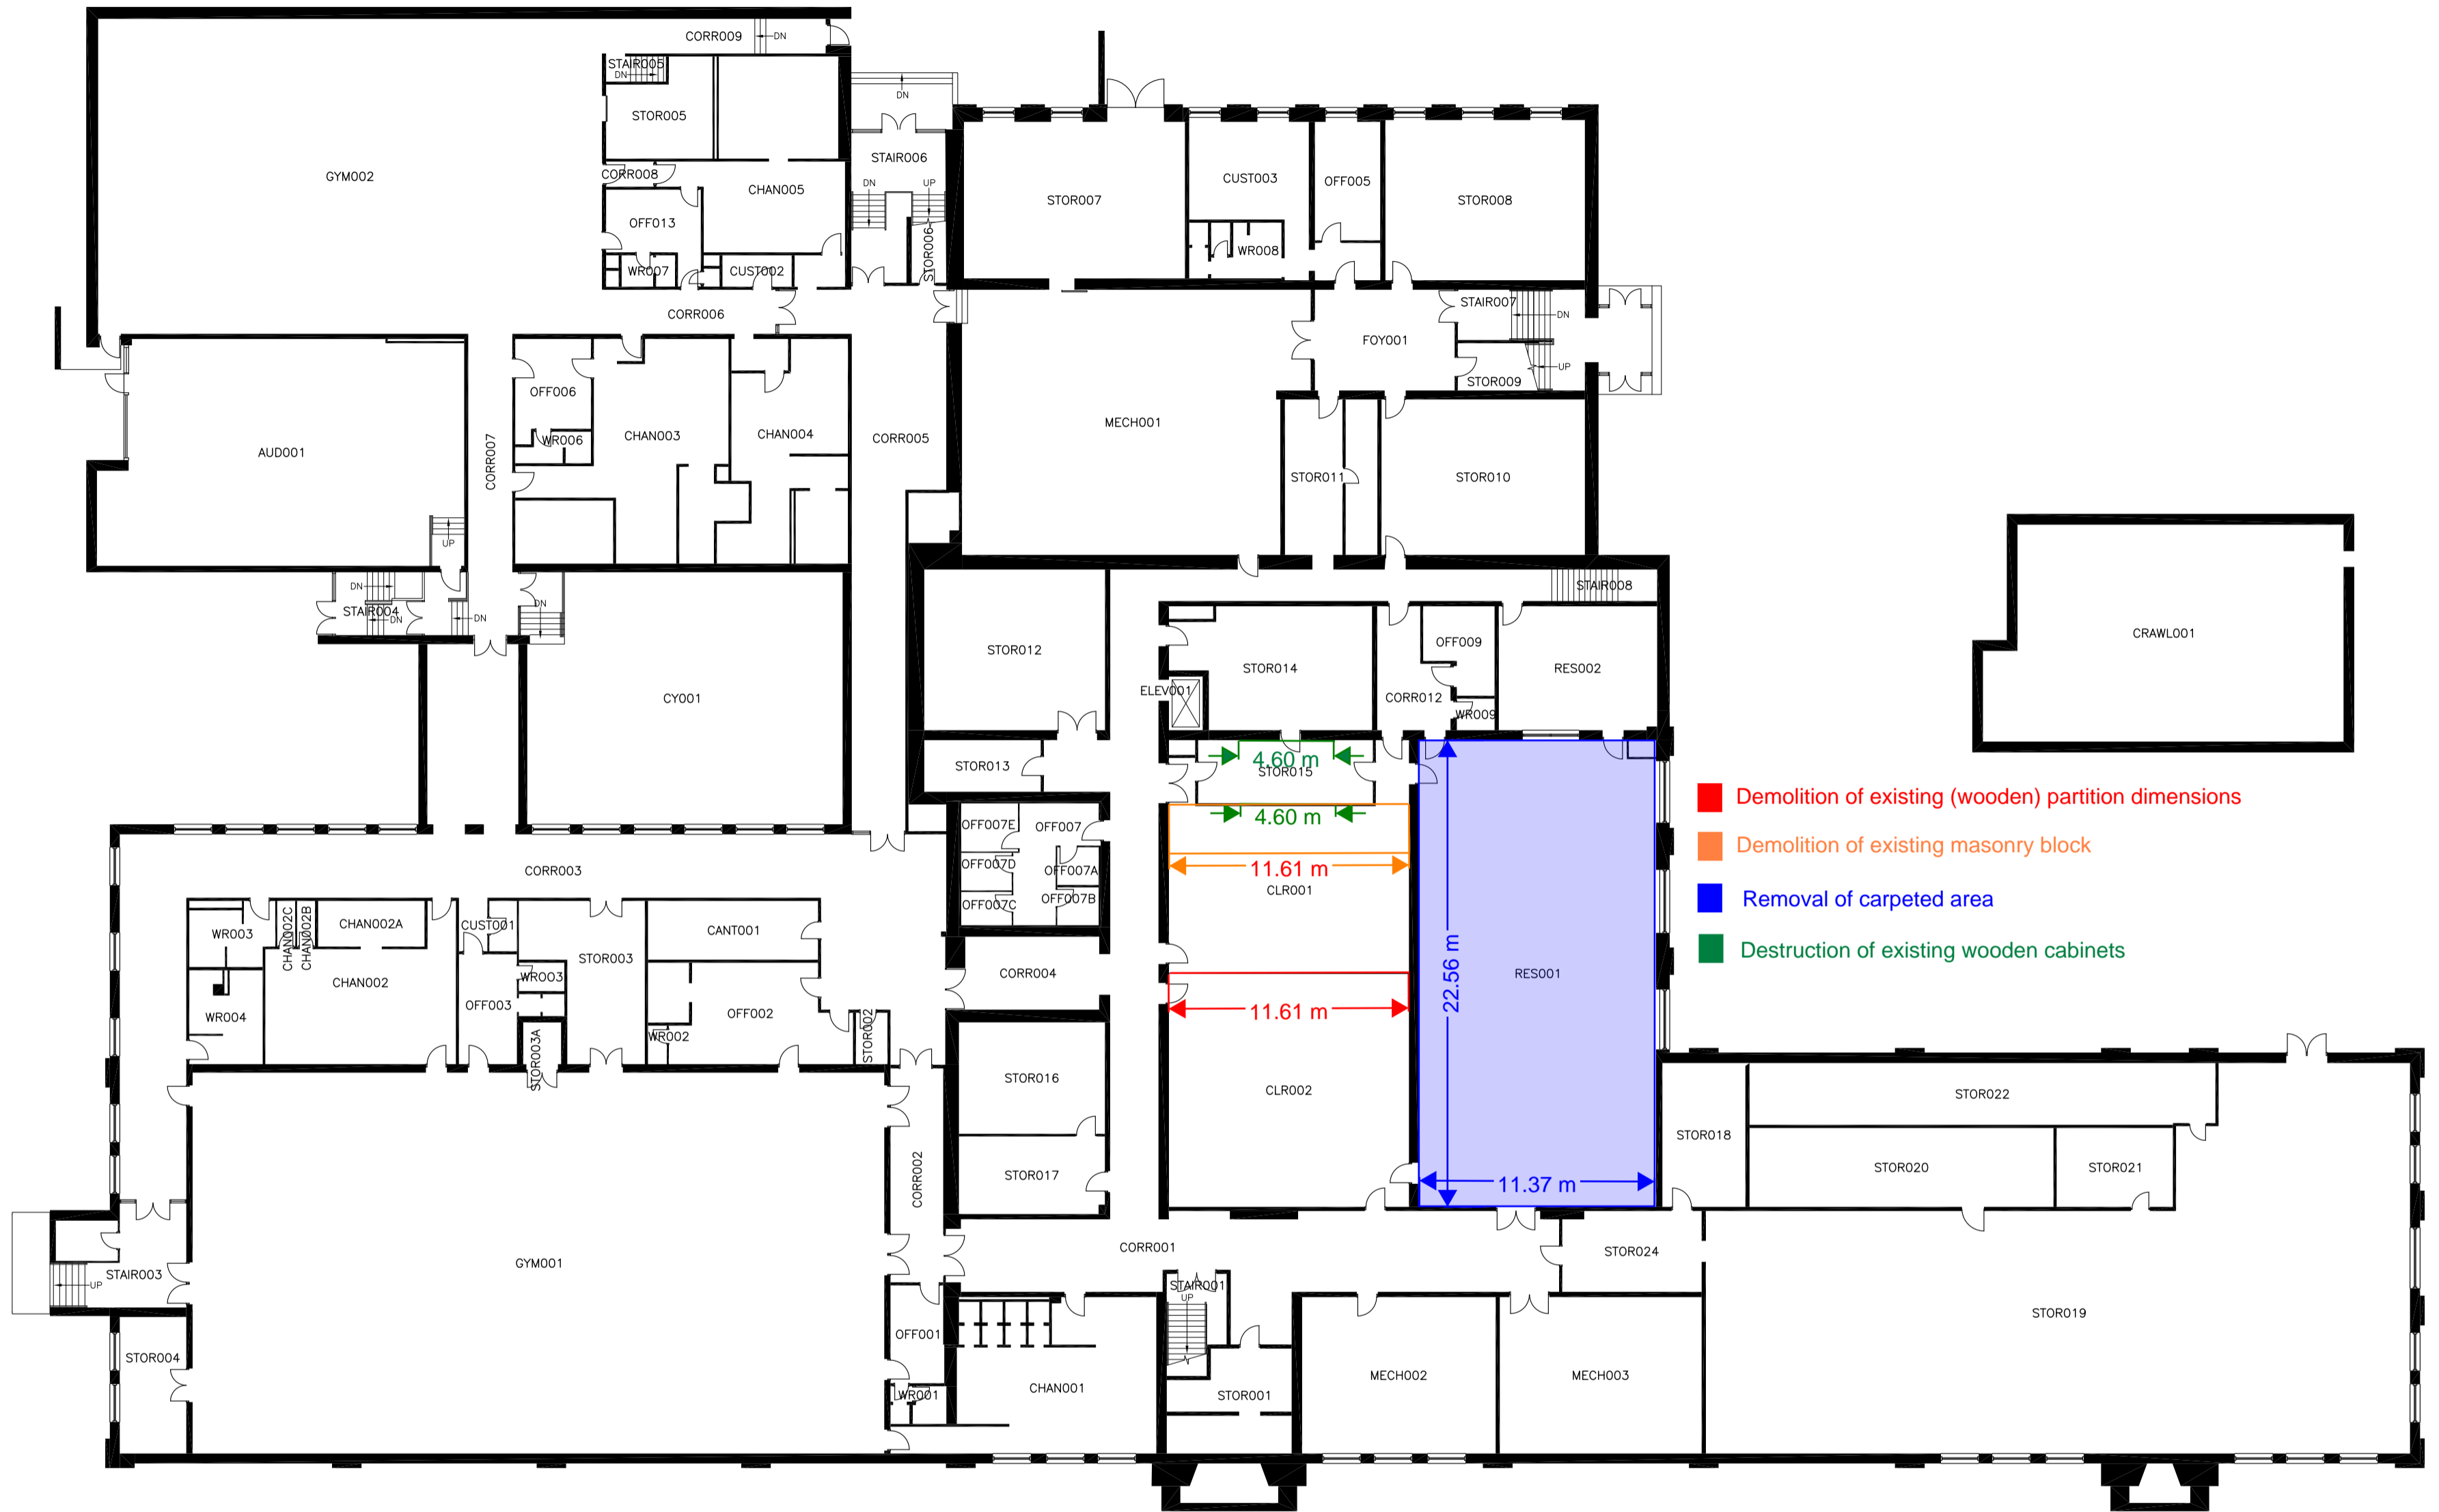 CORR009
DN
STAIR005
DN
STOR005
DN
GYM002
CORR008
CHAN005
STAIR006
DN
UP
STOR007
CUST003
OFF005
STOR008
OFF013
WR007
CUST002
STOR006
WR008
CORR006
STAIR007
DN
FOY001
UP
STOR009
OFF006
WR006
CHAN003
CHAN004
CORR005
MECH001
AUD001
CORR007
UP
STOR011
STOR010
DN
STAIR004
DN
DN
DN
STAIR008
STOR012
STOR014
OFF009
RES002
CRAWL001
CY001
ELEV001
CORR012
WR009
STOR013
4.60 m
STOR015
4.60 m
Demolition of existing (wooden) partition dimensions
OFF007E
OFF007
Demolition of existing masonry block
CORR003
OFF007D
OFF007A
11.61 m
CLR001
OFF007C
OFF007B
Removal of carpeted area
WR003
CHAN002C
CHAN002B
CHAN002A
CUST001
CANT001
Destruction of existing wooden cabinets
STOR003
CHAN002
WR003
CORR004
22.56 m
RES001
OFF003
WR004
OFF002
11.61 m
WR002
STOR002
STOR003A
STOR016
CLR002
STOR022
STOR018
STOR020
STOR021
STOR017
CORR002
11.37 m
CORR001
STOR024
GYM001
STAIR003
UP
STAIR001
UP
STOR019
OFF001
STOR004
CHAN001
WR001
STOR001
MECH002
MECH003